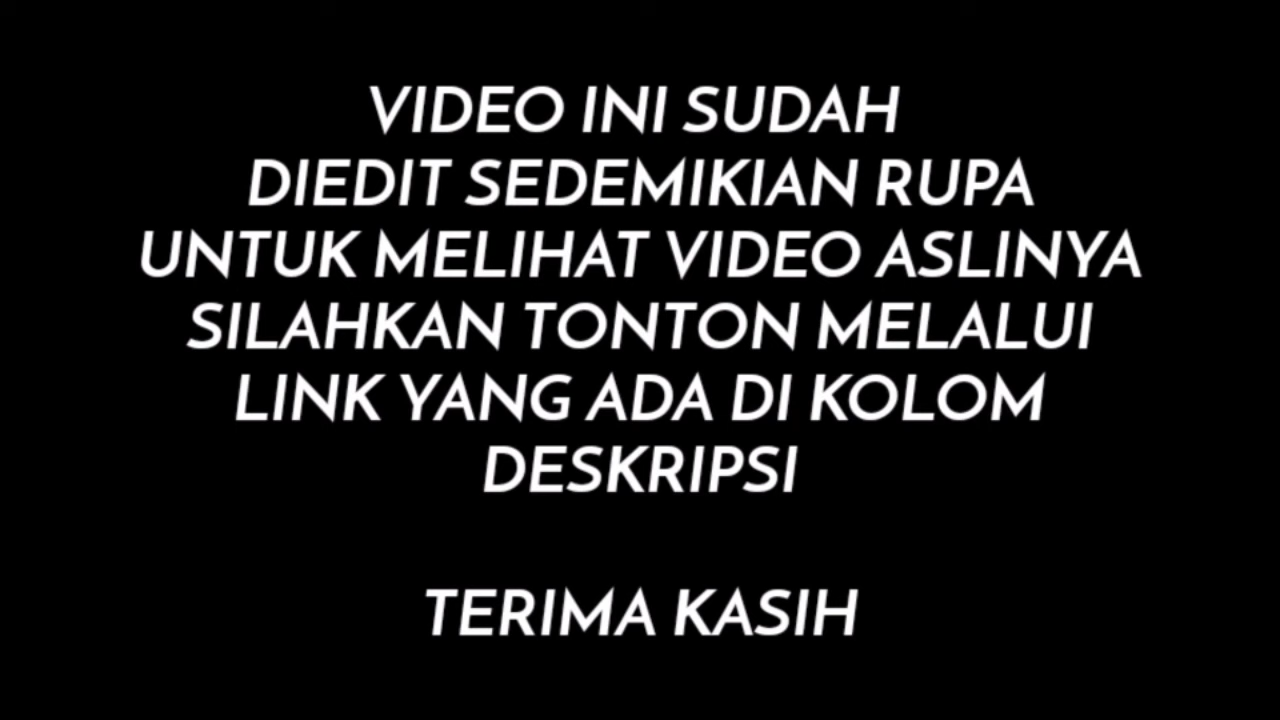 VIDEO INI SUDAH
DIEDIT SEDEMIKIAN RUPA
UNTUK MELIHAT VIDEO ASLINYA
SILAHKAN TONTON MELALUI
LINK YANG ADA DI KOLOM
DESKRIPSI
TERIMA KASIH